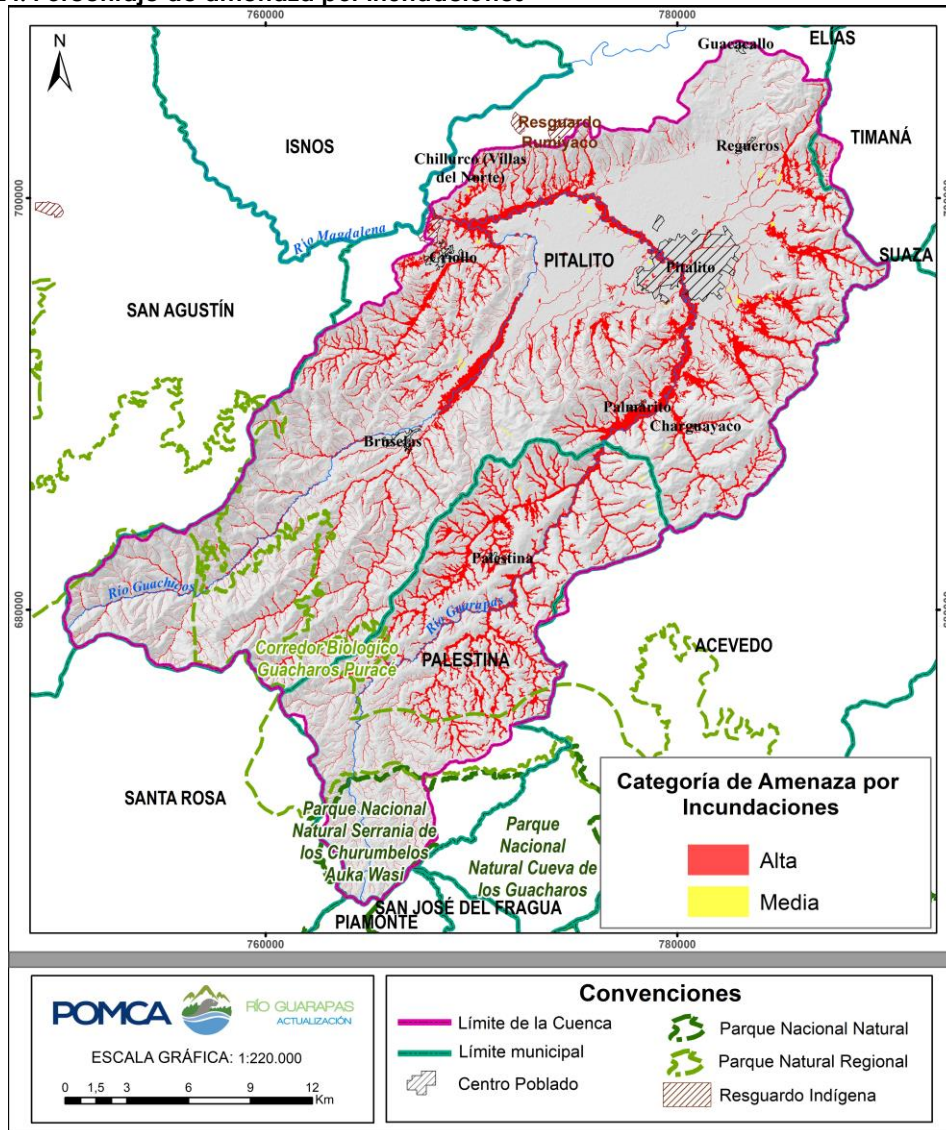 760000
780000
N
ELÍAS
Guacacallo
ISNOS
Resguardo
Rumiyaco
TIMANÁ
Regueros
Chillurco (Villas
del Norte)
700000
Río Magdalena
SUAZA
Criollo
PITALITO
Pitalito
SAN AGUSTÍN
Palmarito
Charguayaco
Bruselas
Palestina
Río Guachicos
680000
Río Guarapas
ACEVEDO
Corredor Biologico
Guacharos Purace
PALESTINA
SANTA ROSA
Parque Nacional
Natural Serrania de
los Churumbelos
Auka Wasi
Parque
Nacional
Natural Cueva de
los Guacharos
SAN JOSÉ DEL FRAGUA
PIAMONTE
Categoría de Amenaza por
Incundaciones
Alta
Media
760000
780000
POMCA
RÍO GUARAPAS
ACTUALIZACIÓN
ESCALA GRÁFICA: 1:220.000
0 1,5 3 6 9 12
Km
Convenciones
Límite de la Cuenca
Límite municipal
Centro Poblado
Parque Nacional Natural
Parque Natural Regional
Resguardo Indígena